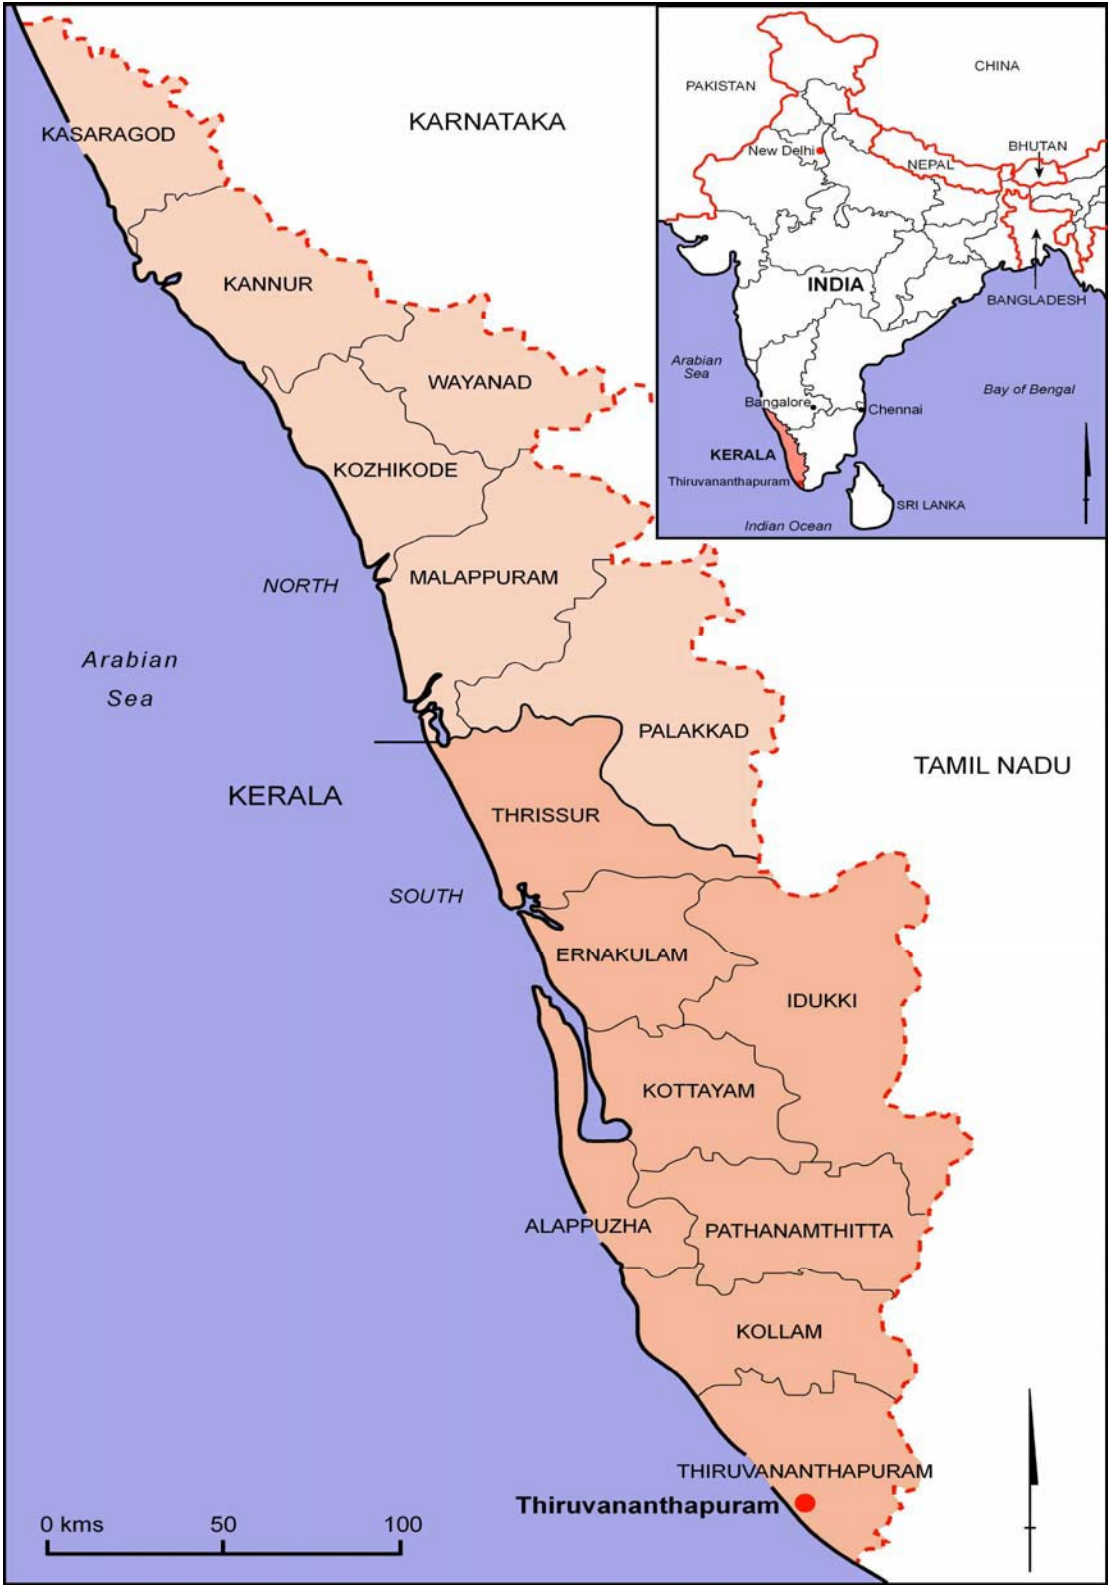 KASARAGOD
KARNATAKA
KANNUR
WAYANAD
KOZHIKODE
NORTH
MALAPPURAM
Arabian
Sea
PALAKKAD
KERALA
TAMIL NADU
THRISSUR
SOUTH
ERNAKULAM
IDUKKI
KOTTAYAM
ALAPPUZHA
PATHANAMTHITTA
KOLLAM
THIRUVANANTHAPURAM
Thiruvananthapuram
0 kms 50 100
CHINA
PAKISTAN
New Delhi
NEPAL
BHUTAN
INDIA
BANGLADESH
Arabian
Sea
Bay of Bengal
Bangalore
Chennai
KERALA
Thiruvananthapuram
SRI LANKA
Indian Ocean